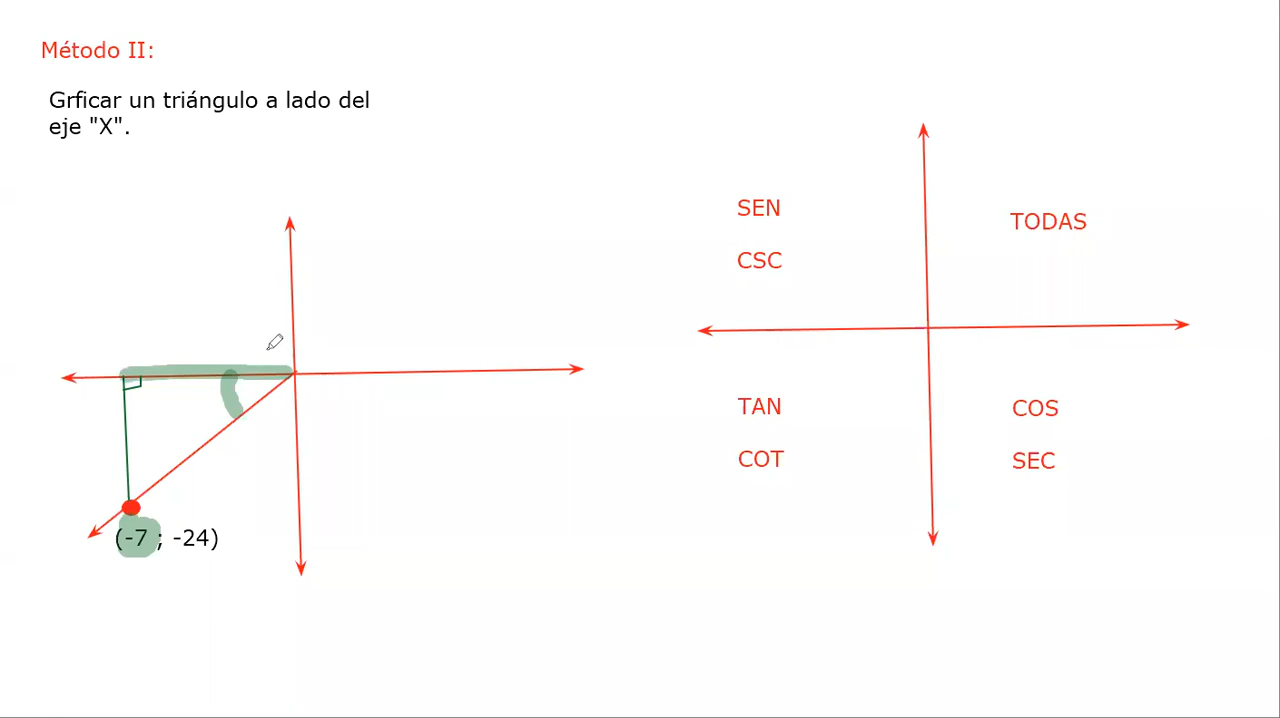 Método II:
Grficar un triángulo a lado del
eje "X".
(-7 ; -24)
SEN
CSC
TODAS
TAN
COT
COS
SEC